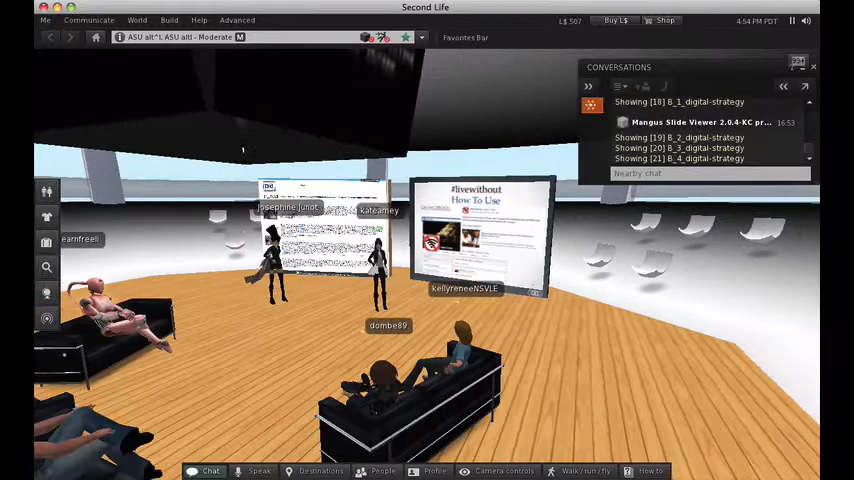 Second Life
Me Communicate World Build Help Advanced
L$ 507 Buy L$ Shop 4:54 PM PDT
ASU alt^L ASU altl - Moderate M
Favorites Bar
CONVERSATIONS
Showing [18] B_1_digital-strategy
Mangus Slide Viewer 2.0.4-KC pr... 16:53
Showing [19] B_2_digital-strategy
Showing [20] B_3_digital-strategy
Showing [21] B_4_digital-strategy
Nearby chat
#livewithout
How To Use
Josephine Junot
kateamey
earnfreeli
kellyreneeNSVLE
dombe89
Chat Speak Destinations People Profile Camera controls Walk / run / fly How to